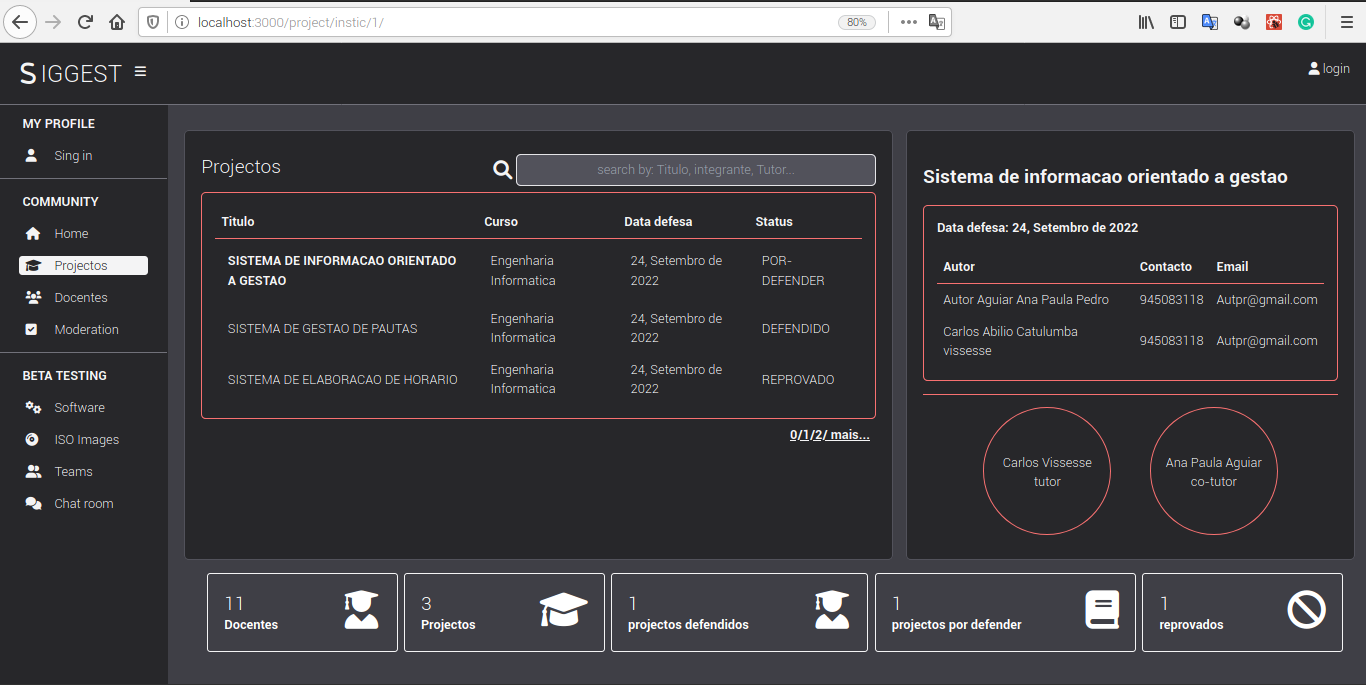 localhost:3000/project/instic/1/
80%
SIGGEST
login
MY PROFILE
Sing in
COMMUNITY
Home
Projectos
Docentes
Moderation
BETA TESTING
Software
ISO Images
Teams
Chat room
Projectos
search by: Titulo, integrante, Tutor...
Titulo Curso Data defesa Status
SISTEMA DE INFORMACAO ORIENTADO
A GESTAO
Engenharia
Informatica
24, Setembro de
2022
POR-
DEFENDER
SISTEMA DE GESTAO DE PAUTAS
Engenharia
Informatica
24, Setembro de
2022
DEFENDIDO
SISTEMA DE ELABORACAO DE HORARIO
Engenharia
Informatica
24, Setembro de
2022
REPROVADO
0/1/2/ mais...
Sistema de informacao orientado a gestao
Data defesa: 24, Setembro de 2022
Autor Contacto Email
Autor Aguiar Ana Paula Pedro 945083118 Autpr@gmail.com
Carlos Abilio Catulumba
vissesse
945083118 Autpr@gmail.com
Carlos Vissesse
tutor
Ana Paula Aguiar
co-tutor
11
Docentes
3
Projectos
1
projectos defendidos
1
projectos por defender
1
reprovados